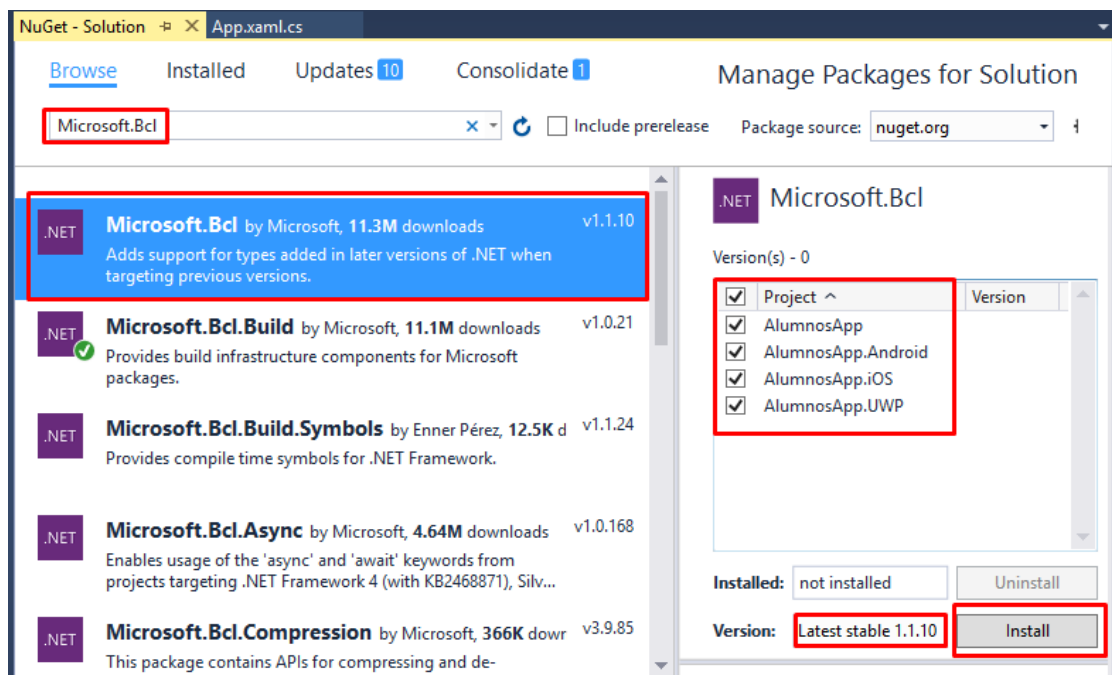 NuGet - Solution
App.xaml.cs
Browse Installed Updates 10 Consolidate 1
Manage Packages for Solution
Microsoft.Bcl
Include prerelease
Package source: nuget.org
.NET
Microsoft.Bcl by Microsoft, 11.3M downloads v1.1.10
Adds support for types added in later versions of .NET when
targeting previous versions.
.NET
Microsoft.Bcl.Build by Microsoft, 11.1M downloads v1.0.21
Provides build infrastructure components for Microsoft
packages.
.NET
Microsoft.Bcl.Build.Symbols by Enner Pérez, 12.5K d v1.1.24
Provides compile time symbols for .NET Framework.
.NET
Microsoft.Bcl.Async by Microsoft, 4.64M downloads v1.0.168
Enables usage of the 'async' and 'await' keywords from
projects targeting .NET Framework 4 (with KB2468871), Silv...
.NET
Microsoft.Bcl.Compression by Microsoft, 366K dowr v3.9.85
This package contains APIs for compressing and de-
.NET Microsoft.Bcl
Version(s) - 0
Project Version
AlumnosApp
AlumnosApp.Android
AlumnosApp.iOS
AlumnosApp.UWP
Installed: not installed Uninstall
Version: Latest stable 1.1.10 Install